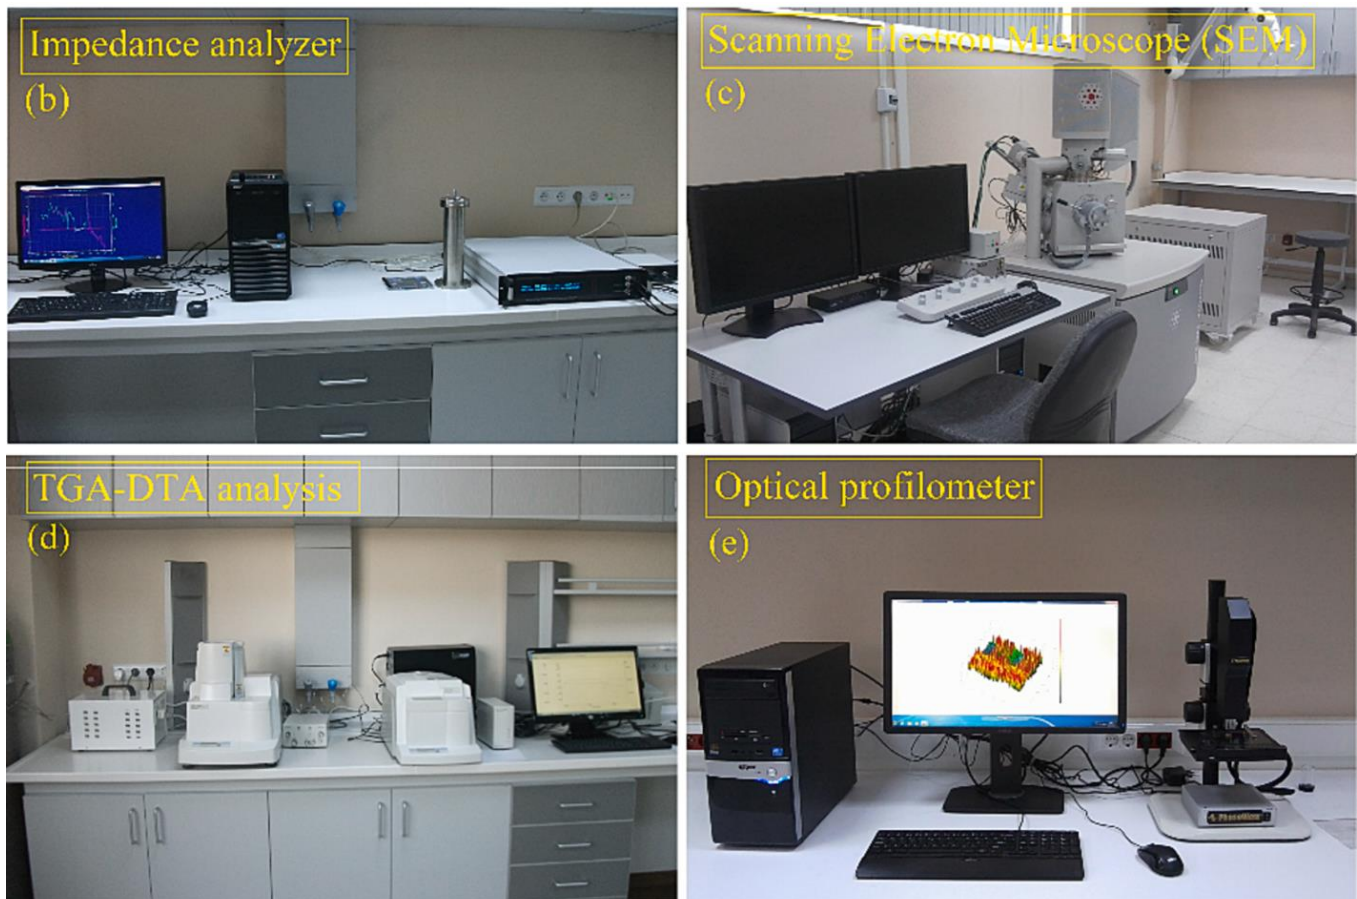 Impedance analyzer
(b)
Scanning Electron Microscope (SEM)
(c)
TGA-DTA analysis
(d)
Optical profilometer
(e)